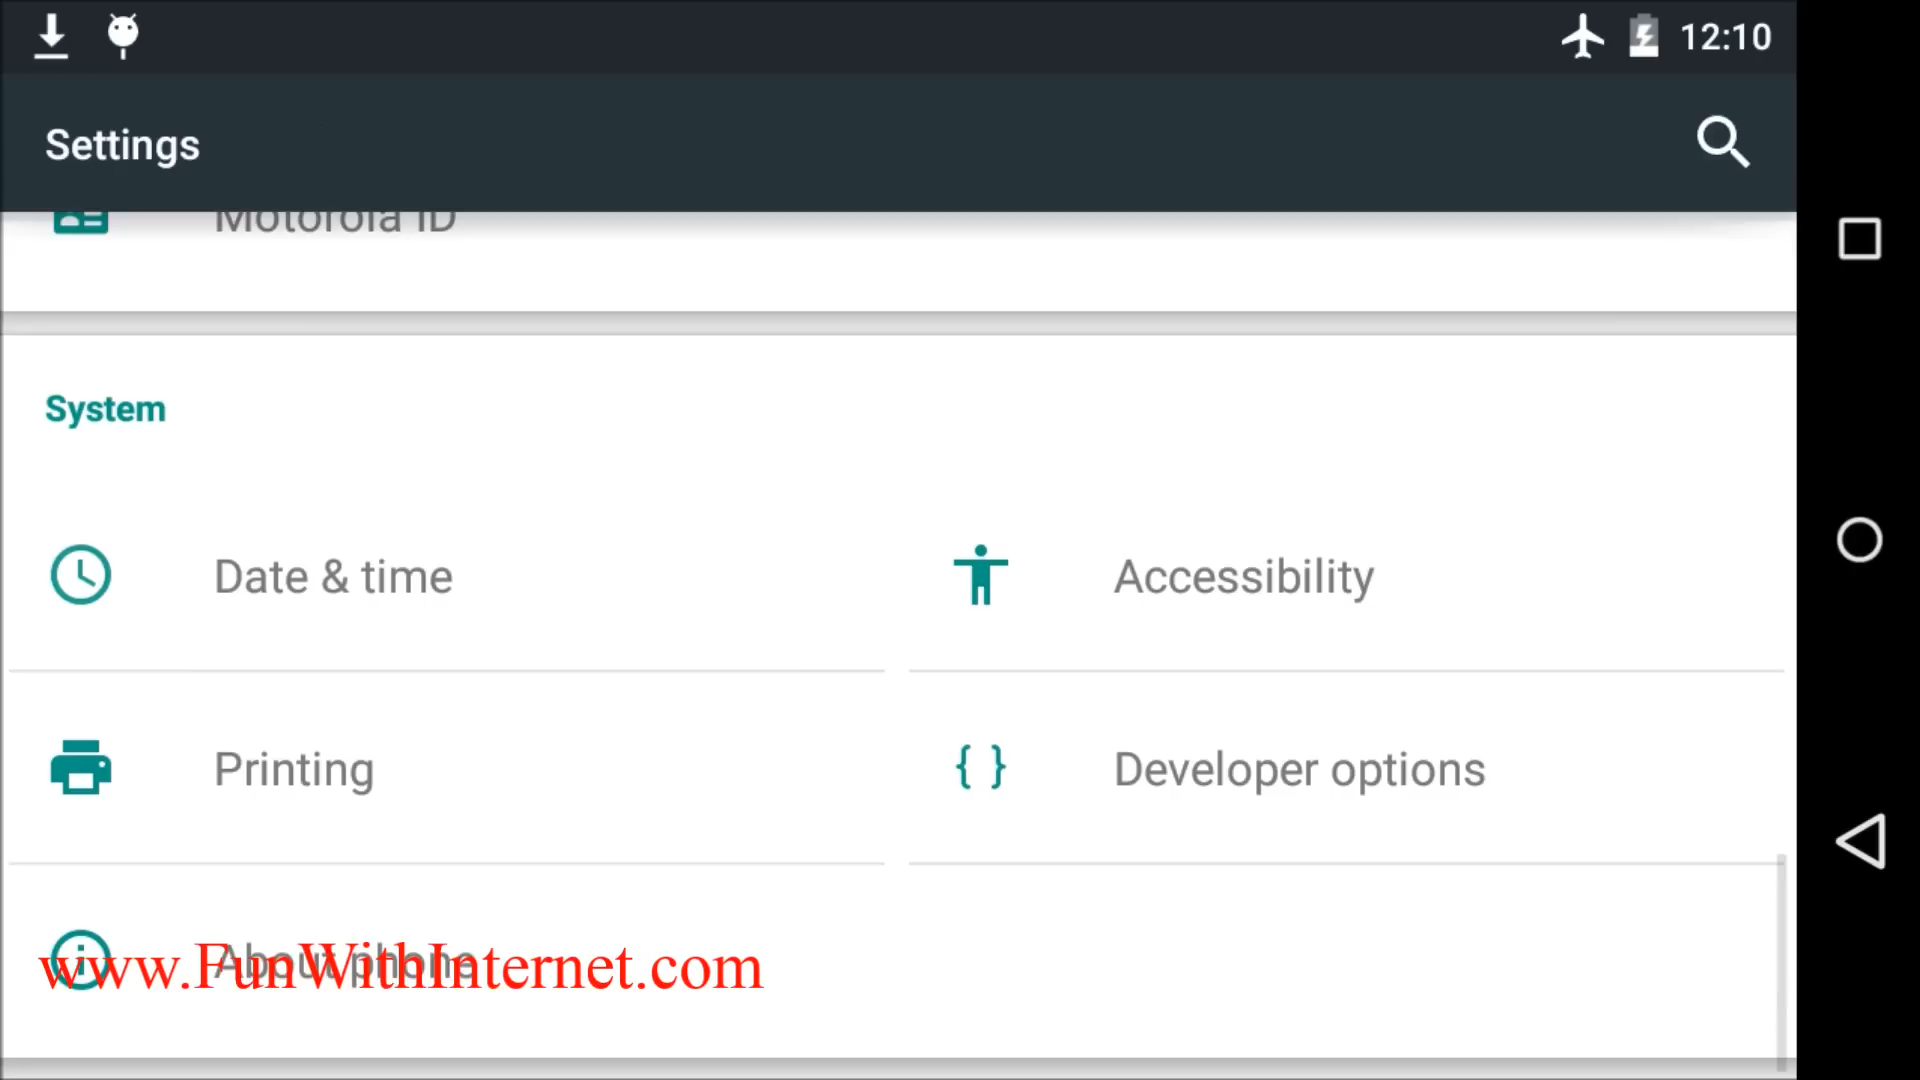 12:10
Settings
Motorola ID
System
Date & time
Accessibility
Printing
{ }
Developer options
About phone
www.FunWithInternet.com